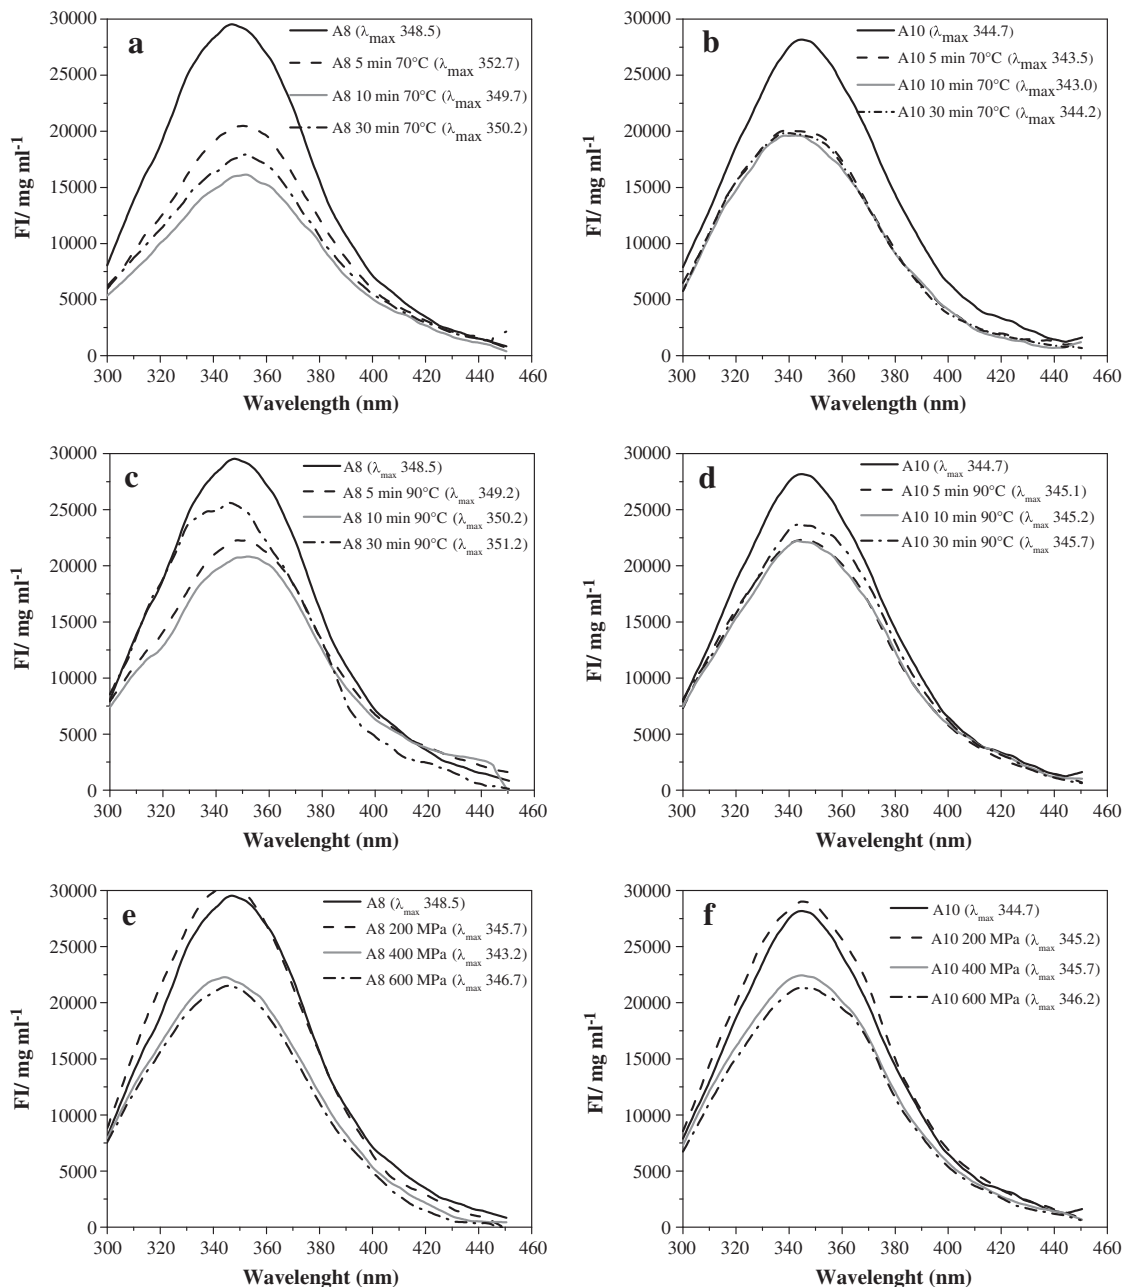 a
A8 (λmax 348.5)
A8 5 min 70°C (λmax 352.7)
A8 10 min 70°C (λmax 349.7)
A8 30 min 70°C (λmax 350.2)
30000
25000
20000
15000
10000
5000
0
FI/ mg ml-1
300 320 340 360 380 400 420 440 460
Wavelength (nm)
b
A10 (λmax 344.7)
A10 5 min 70°C (λmax 343.5)
A10 10 min 70°C (λmax343.0)
A10 30 min 70°C (λmax 344.2)
30000
25000
20000
15000
10000
5000
0
FI/ mg ml-1
300 320 340 360 380 400 420 440 460
Wavelength (nm)
c
A8 (λmax 348.5)
A8 5 min 90°C (λmax 349.2)
A8 10 min 90°C (λmax 350.2)
A8 30 min 90°C (λmax 351.2)
30000
25000
20000
15000
10000
5000
0
FI/ mg ml-1
300 320 340 360 380 400 420 440 460
Wavelenght (nm)
d
A10 (λmax 344.7)
A10 5 min 90°C (λmax 345.1)
A10 10 min 90°C (λmax 345.2)
A10 30 min 90°C (λmax 345.7)
30000
25000
20000
15000
10000
5000
0
FI/ mg ml-1
300 320 340 360 380 400 420 440 460
Wavelenght (nm)
e
A8 (λmax 348.5)
A8 200 MPa (λmax 345.7)
A8 400 MPa (λmax 343.2)
A8 600 MPa (λmax 346.7)
30000
25000
20000
15000
10000
5000
0
FI/ mg ml-1
300 320 340 360 380 400 420 440 460
Wavelenght (nm)
f
A10 (λmax 344.7)
A10 200 MPa (λmax 345.2)
A10 400 MPa (λmax 345.7)
A10 600 MPa (λmax 346.2)
30000
25000
20000
15000
10000
5000
0
FI/ mg ml-1
300 320 340 360 380 400 420 440 460
Wavelenght (nm)